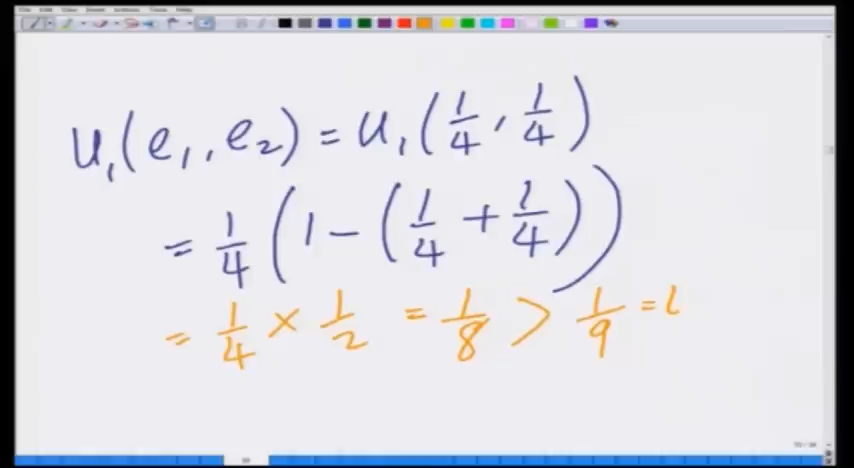 u₁(e₁, e₂) = u₁(1/4, 1/4)
= 1/4 (1 - (1/4 + 1/4))
= 1/4 × 1/2 = 1/8 > 1/9 =